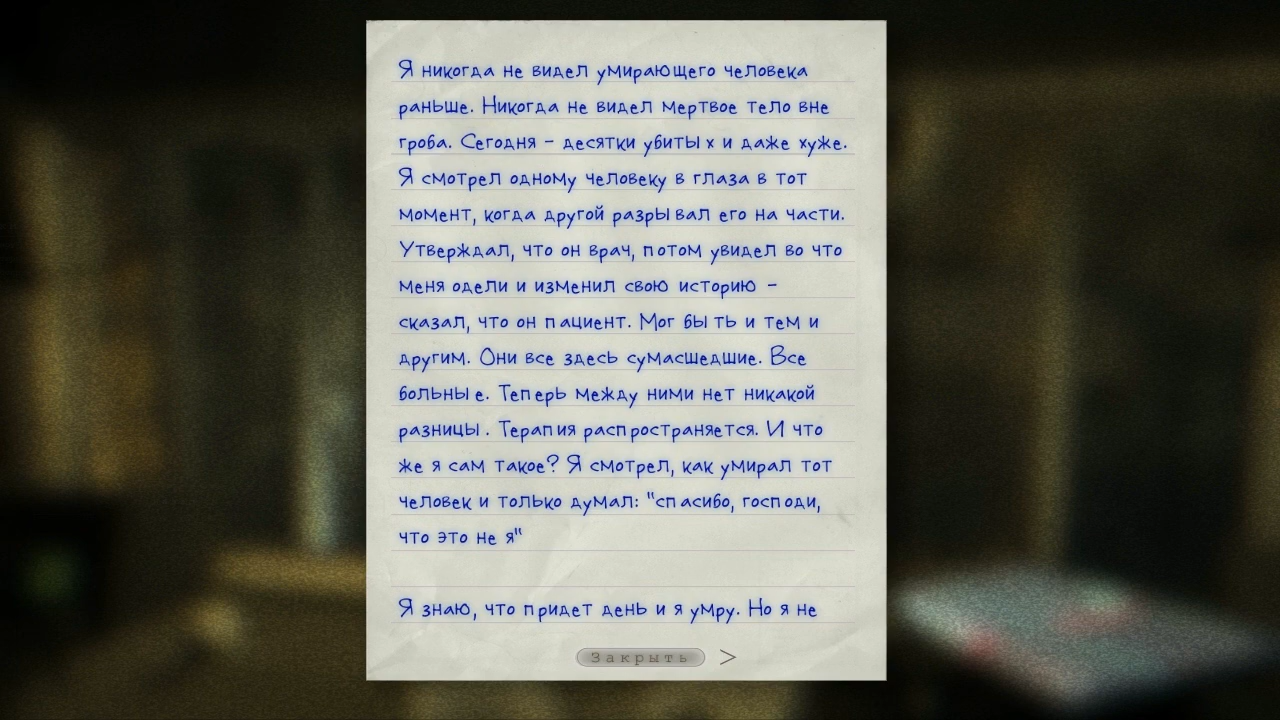 Я никогда не видел умирающего человека
раньше. Никогда не видел мертвое тело вне
гроба. Сегодня - десятки убитых и даже хуже.
Я смотрел одному человеку в глаза в тот
момент, когда другой разрывал его на части.
Утверждал, что он врач, потом увидел во что
меня одели и изменил свою историю -
сказал, что он пациент. Мог быть и тем и
другим. Они все здесь сумасшедшие. Все
больные. Теперь между ними нет никакой
разницы. Терапия распространяется. И что
же я сам такое? Я смотрел, как умирал тот
человек и только думал: "спасибо, господи,
что это не я"
Я знаю, что придет день и я умру. Но я не
Закрыть >